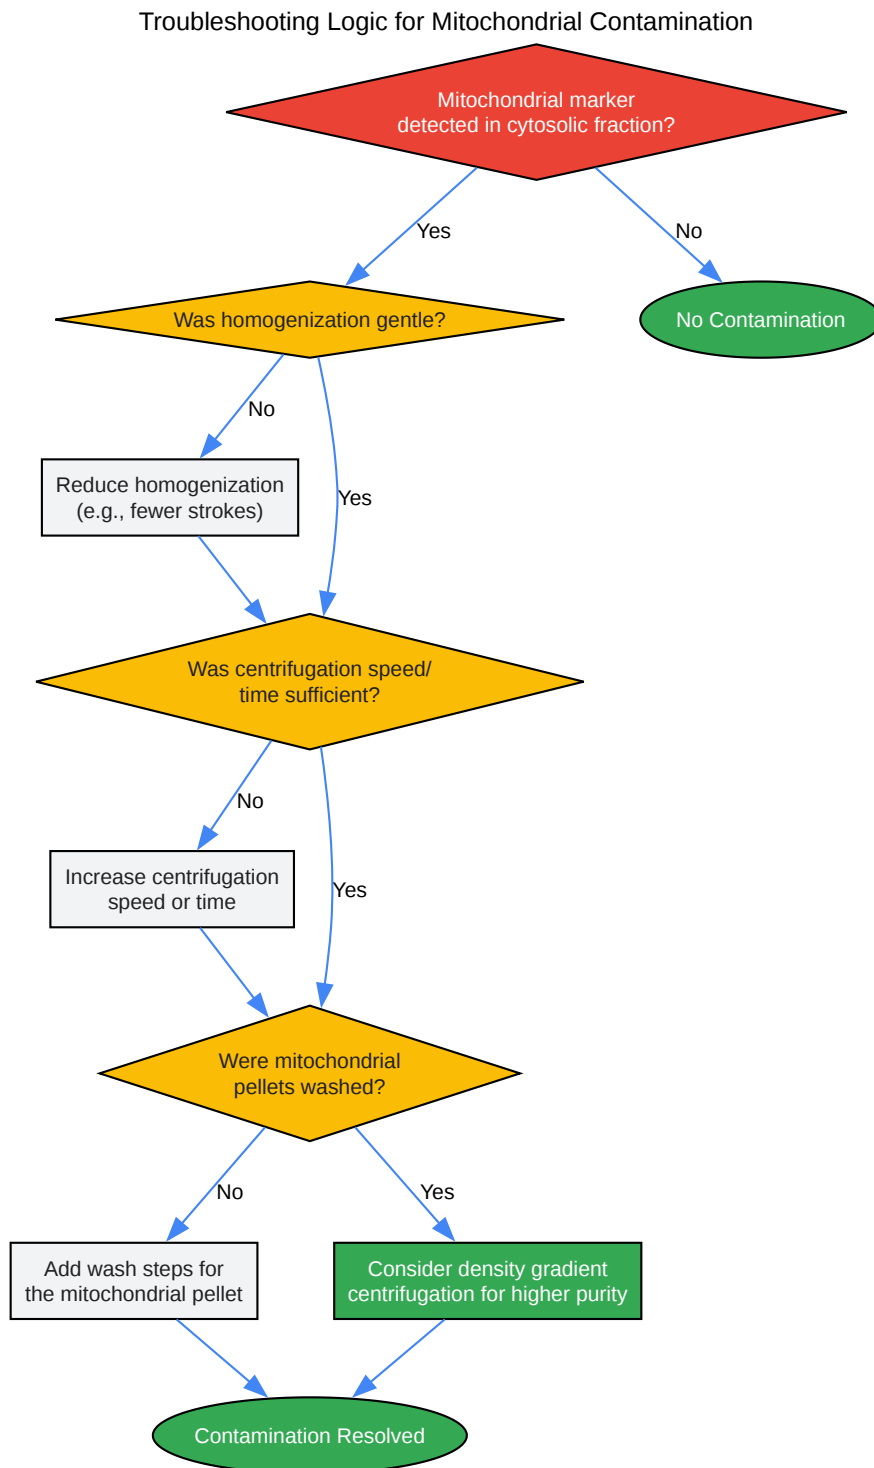 Troubleshooting Logic for Mitochondrial Contamination
Mitochondrial marker
detected in cytosolic fraction?
Yes
No
Was homogenization gentle?
No Contamination
No
Reduce homogenization
(e.g., fewer strokes)
Yes
Was centrifugation speed/
time sufficient?
No
Increase centrifugation
speed or time
Yes
Were mitochondrial
pellets washed?
No
Yes
Add wash steps for
the mitochondrial pellet
Consider density gradient
centrifugation for higher purity
Contamination Resolved